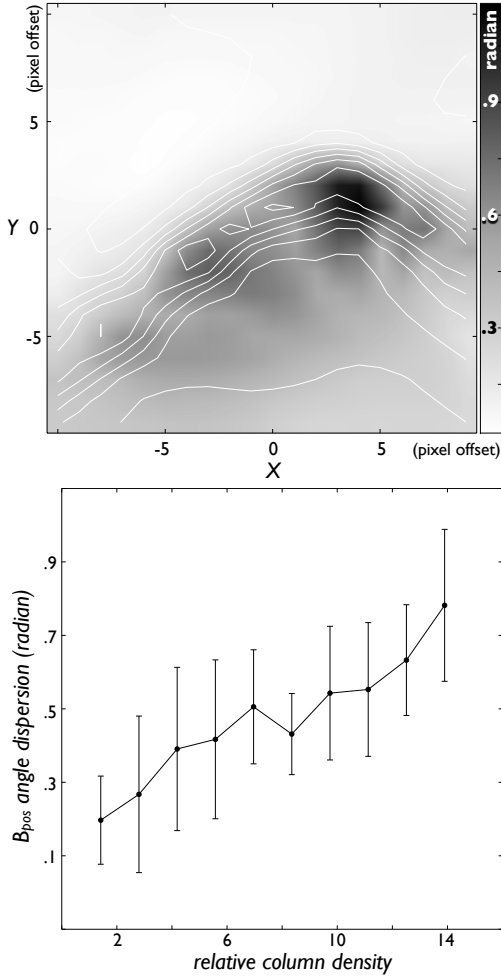 (pixel offset)
radian
5
.9
Y
0
.6
-5
.3
-5
0
5
(pixel offset)
X
.9
.7
.5
.3
.1
B_pos angle dispersion (radian)
2
6
10
14
relative column density